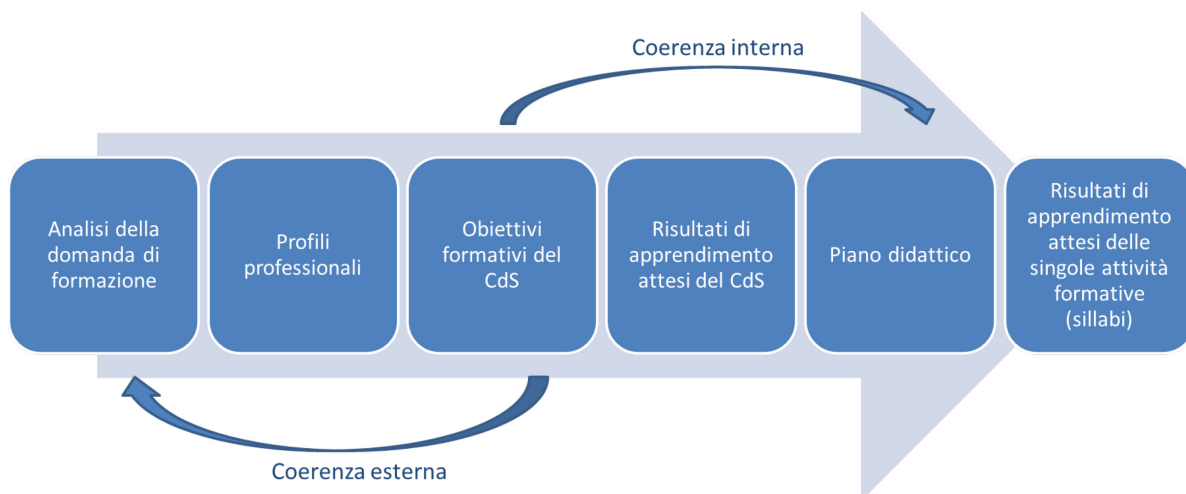 Coerenza interna
Analisi della
domanda di
formazione
Profili
professionali
Obiettivi
formativi del
CdS
Risultati di
apprendimento
attesi del CdS
Piano didattico
Risultati di
apprendimento
attesi delle
singole attività
formative
(sillabi)
Coerenza esterna